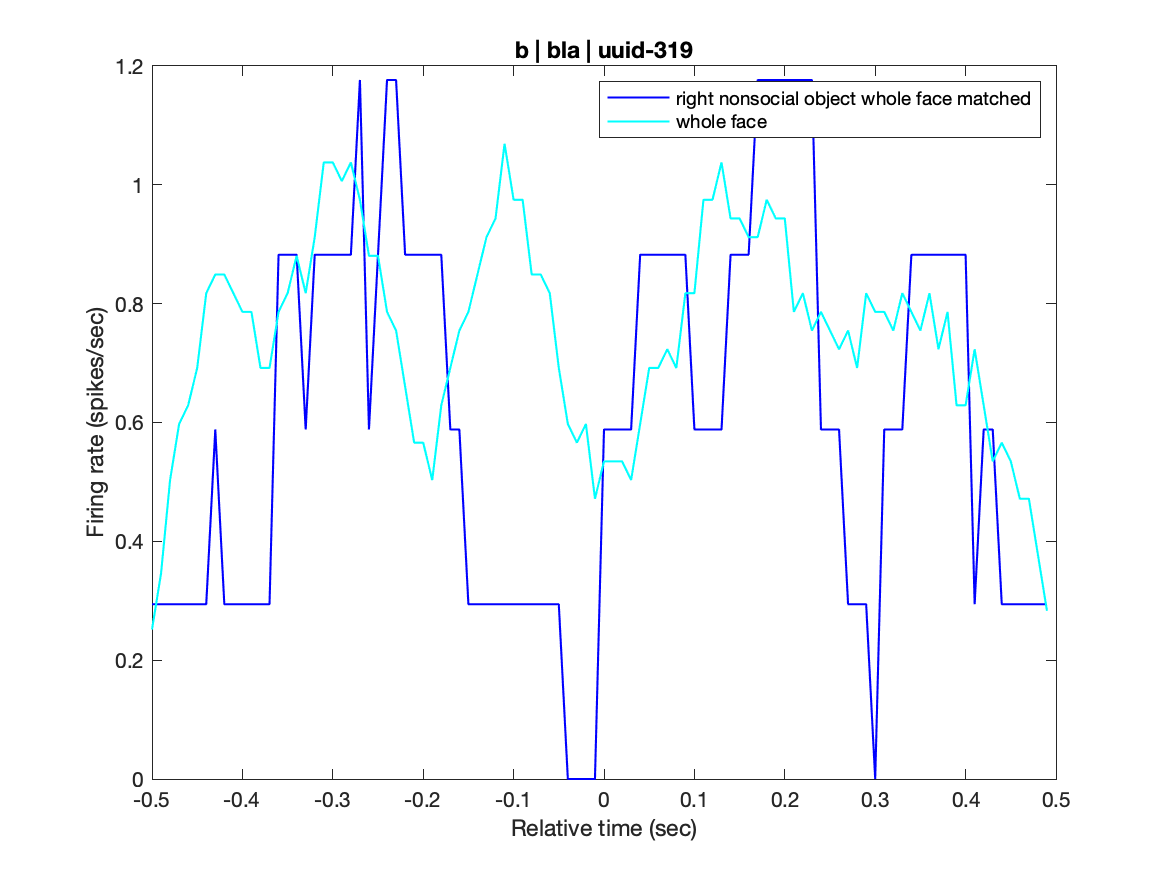 b | bla | uuid-319
right nonsocial object whole face matched
whole face
Firing rate (spikes/sec)
1.2
1
0.8
0.6
0.4
0.2
0
-0.5 -0.4 -0.3 -0.2 -0.1 0 0.1 0.2 0.3 0.4 0.5
Relative time (sec)